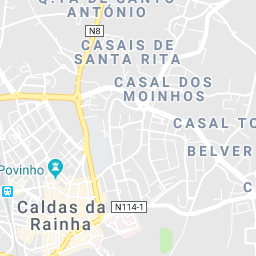 Q.TA DE SANTO
ANTÓNIO
N8
CASAIS DE
SANTA RITA
CASAL DOS
MOINHOS
CASAL TO
BELVER
Povinho
C
Caldas da
Rainha
N114-1